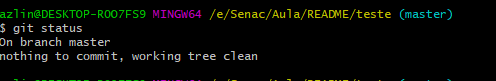 azlin@DESKTOP-ROO7FS9 MINGW64 /e/Senac/Aula/README/teste (master)
$ git status
On branch master
nothing to commit, working tree clean